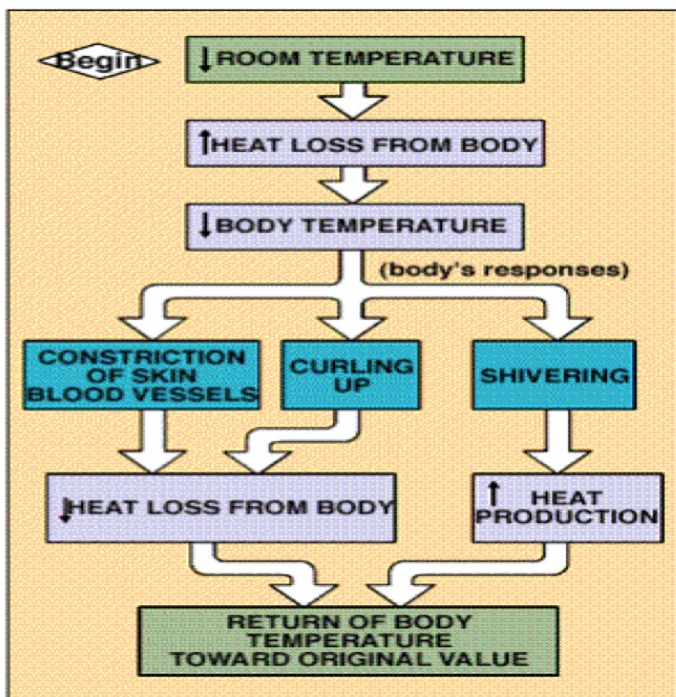 Begin
↓ROOM TEMPERATURE
↑HEAT LOSS FROM BODY
↓BODY TEMPERATURE
(body's responses)
CONSTRICTION
OF SKIN
BLOOD VESSELS
CURLING
UP
SHIVERING
↓HEAT LOSS FROM BODY
↑ HEAT
PRODUCTION
RETURN OF BODY
TEMPERATURE
TOWARD ORIGINAL VALUE